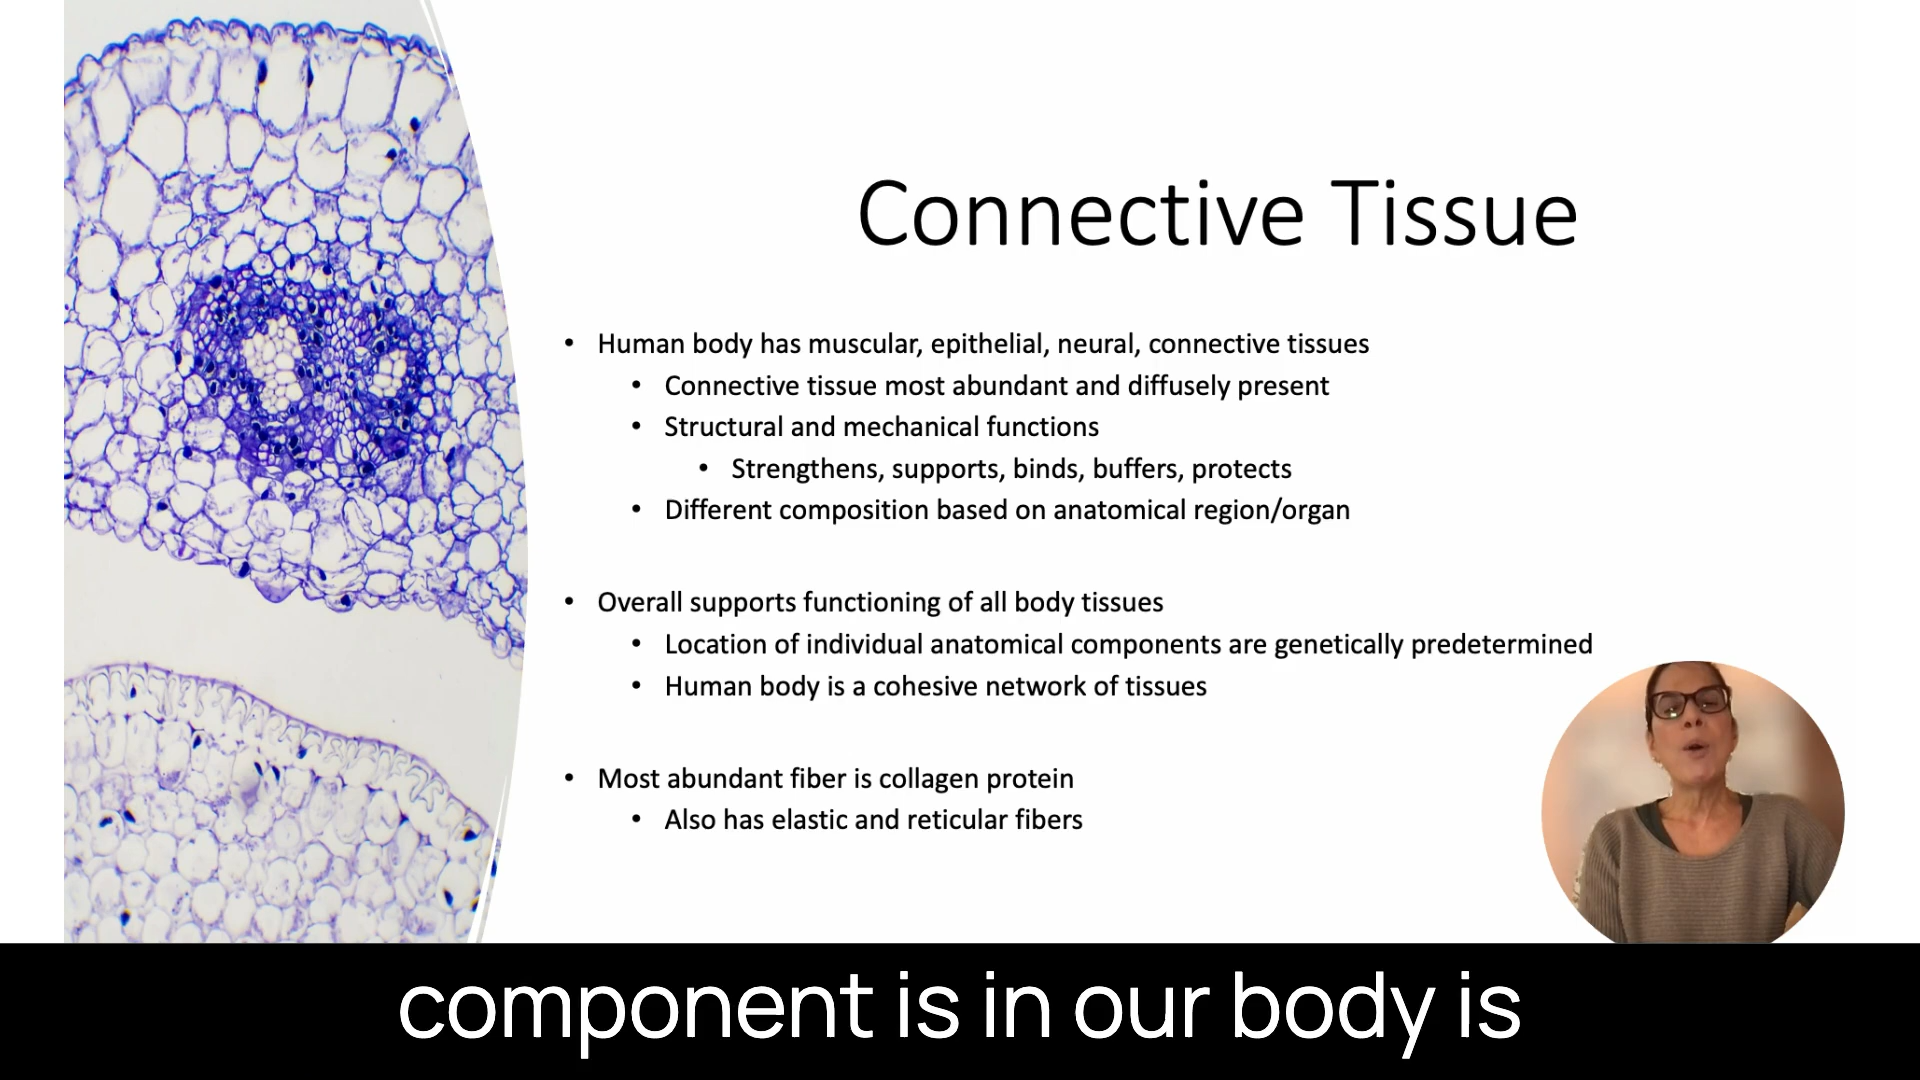 Connective Tissue
• Human body has muscular, epithelial, neural, connective tissues
• Connective tissue most abundant and diffusely present
• Structural and mechanical functions
• Strengthens, supports, binds, buffers, protects
• Different composition based on anatomical region/organ
• Overall supports functioning of all body tissues
• Location of individual anatomical components are genetically predetermined
• Human body is a cohesive network of tissues
• Most abundant fiber is collagen protein
• Also has elastic and reticular fibers
component is in our body is